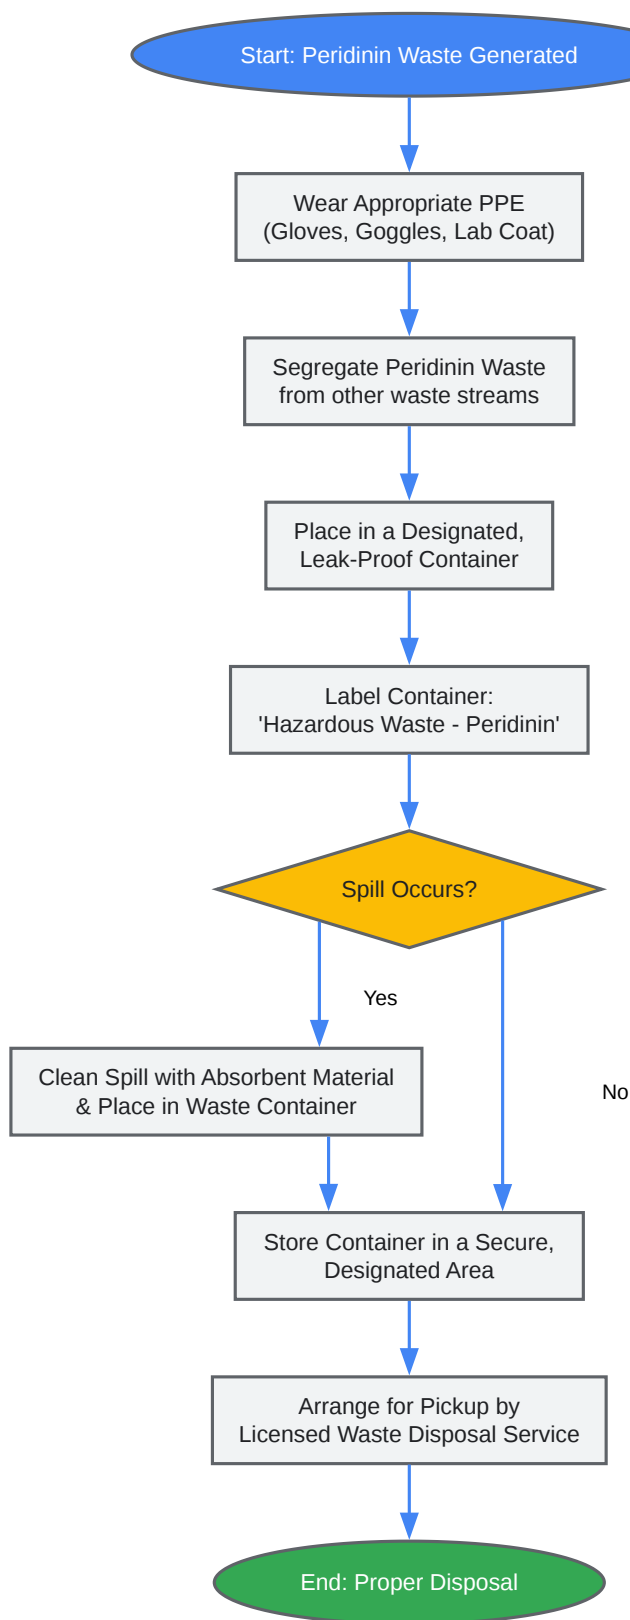 Start: Peridinin Waste Generated
Wear Appropriate PPE
(Gloves, Goggles, Lab Coat)
Segregate Peridinin Waste
from other waste streams
Place in a Designated,
Leak-Proof Container
Label Container:
'Hazardous Waste - Peridinin'
Spill Occurs?
Yes
Clean Spill with Absorbent Material
& Place in Waste Container
No
Store Container in a Secure,
Designated Area
Arrange for Pickup by
Licensed Waste Disposal Service
End: Proper Disposal